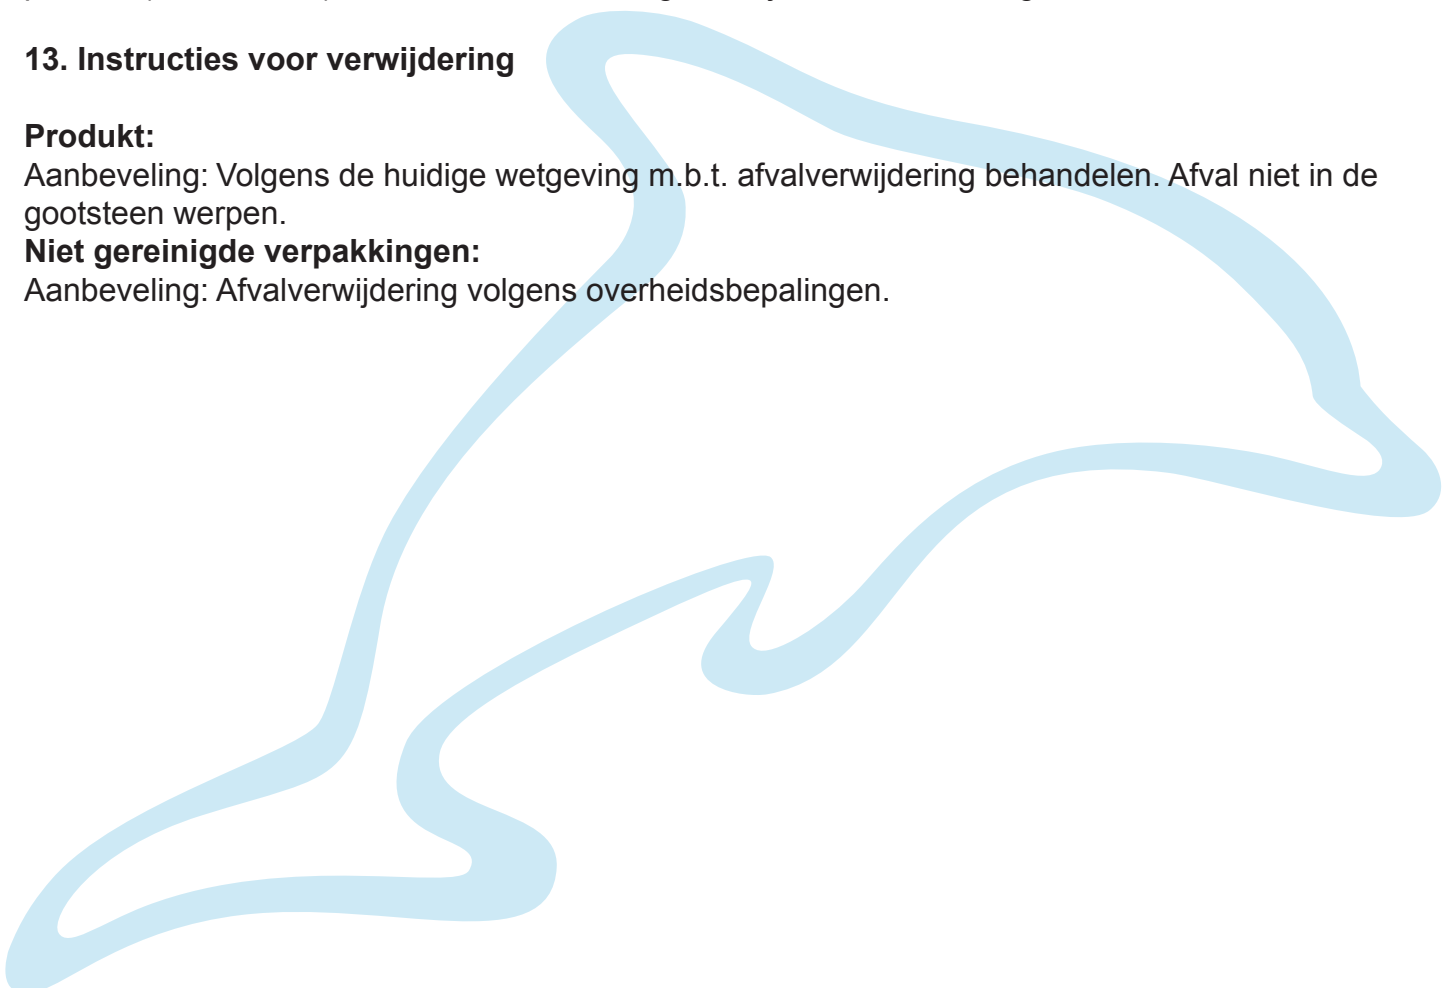 13. Instructies voor verwijdering
Produkt:
Aanbeveling: Volgens de huidige wetgeving m.b.t. afvalverwijdering behandelen. Afval niet in de
gootsteen werpen.
Niet gereinigde verpakkingen:
Aanbeveling: Afvalverwijdering volgens overheidsbepalingen.